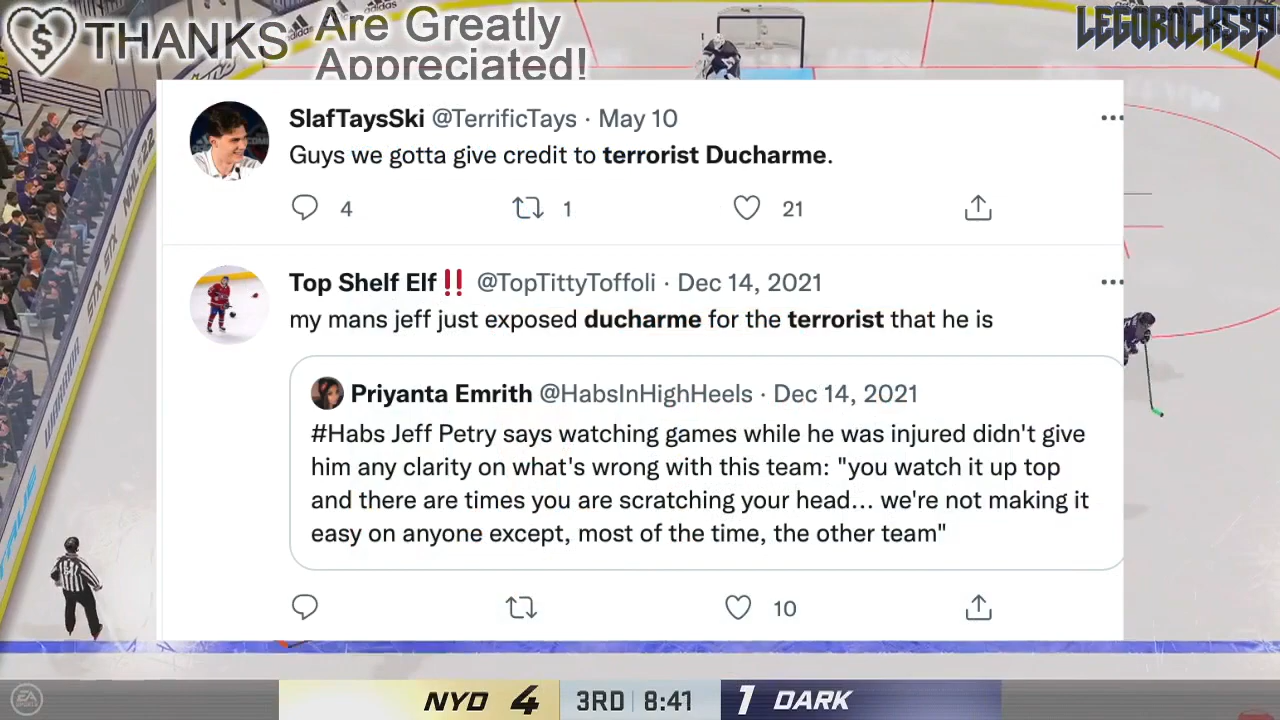 THANKS Are Greatly
Appreciated!
LEGOROCKS99
adidas
SlafTaysSki @TerrificTays · May 10
Guys we gotta give credit to terrorist Ducharme.
4 1 21
Top Shelf Elf‼ @TopTittyToffoli · Dec 14, 2021
my mans jeff just exposed ducharme for the terrorist that he is
Priyanta Emrith @HabsInHighHeels · Dec 14, 2021
#Habs Jeff Petry says watching games while he was injured didn't give
him any clarity on what's wrong with this team: "you watch it up top
and there are times you are scratching your head... we're not making it
easy on anyone except, most of the time, the other team"
10
NYD 4 3RD 8:41 1 DARK